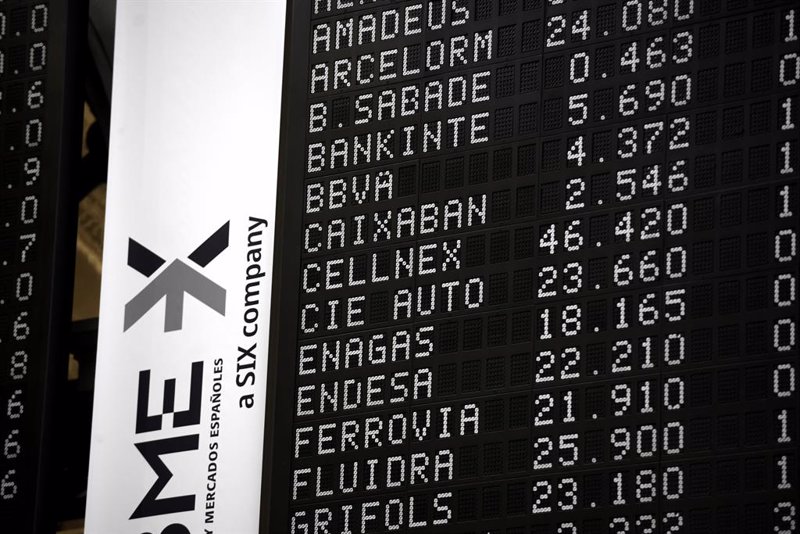 AMADEUS
ARCELORM 24.080
B. SABADE 0.463
BANKINTE 5.690
BBVA 4.372
CAIXABAN 2.546
CELLNEX 46.420
CIE AUTO 23.660
ENAGAS 18.165
ENDESA 22.210
FERROVIA 21.910
FLUIDRA 25.900
GRIFOLS 23.180
BME
Y MERCADOS ESPAÑOLES
a SIX company